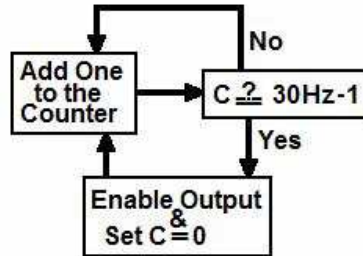 No
Add One
to the
Counter
C ≟ 30Hz-1
Yes
Enable Output
&
Set C=0